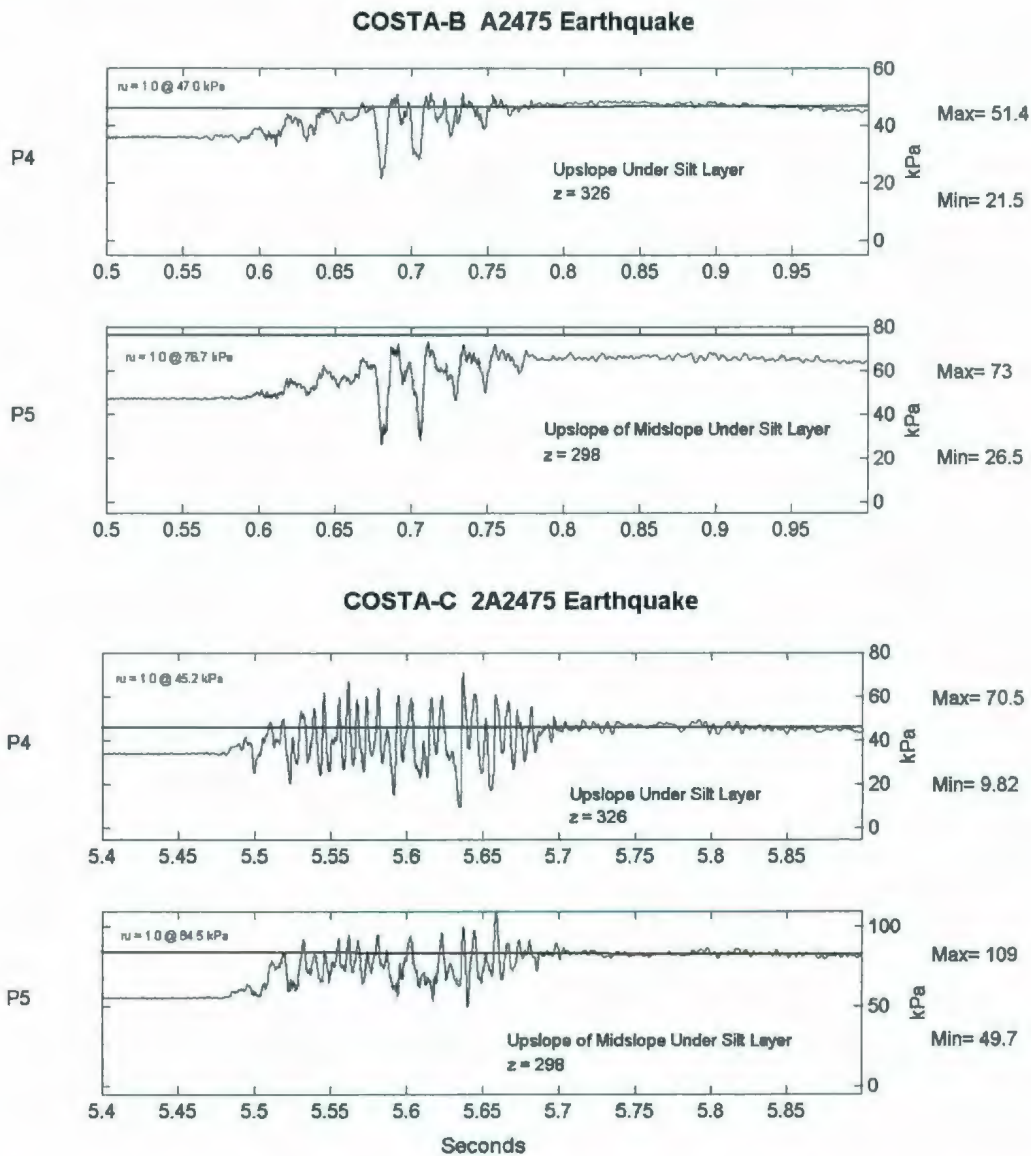 COSTA-B A2475 Earthquake
P4
ru = 1.0 @ 47.0 kPa
Upslope Under Silt Layer
z = 326
60
40
20
0
kPa
Max= 51.4
Min= 21.5
0.5 0.55 0.6 0.65 0.7 0.75 0.8 0.85 0.9 0.95
P5
ru = 1.0 @ 76.7 kPa
Upslope of Midslope Under Silt Layer
z = 298
80
60
40
20
0
kPa
Max= 73
Min= 26.5
0.5 0.55 0.6 0.65 0.7 0.75 0.8 0.85 0.9 0.95
COSTA-C 2A2475 Earthquake
P4
ru = 1.0 @ 45.2 kPa
Upslope Under Silt Layer
z = 326
80
60
40
20
0
kPa
Max= 70.5
Min= 9.82
5.4 5.45 5.5 5.55 5.6 5.65 5.7 5.75 5.8 5.85
P5
ru = 1.0 @ 84.5 kPa
Upslope of Midslope Under Silt Layer
z = 298
100
50
0
kPa
Max= 109
Min= 49.7
5.4 5.45 5.5 5.55 5.6 5.65 5.7 5.75 5.8 5.85
Seconds